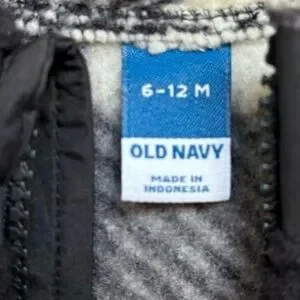 6-12 M
OLD NAVY
MADE IN
INDONESIA